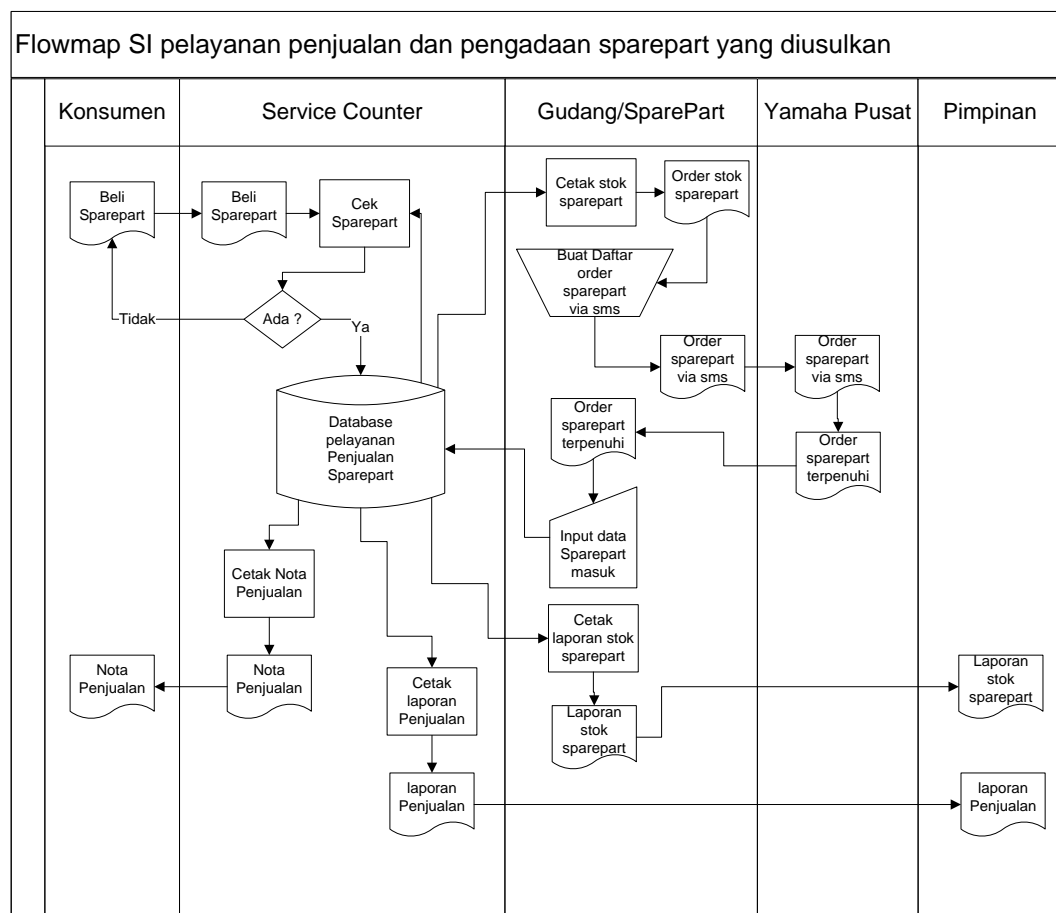 Flowmap SI pelayanan penjualan dan pengadaan sparepart yang diusulkan
Konsumen
Service Counter
Gudang/SparePart
Yamaha Pusat
Pimpinan
Beli
Sparepart
Beli
Sparepart
Cek
Sparepart
Cetak stok
sparepart
Order stok
sparepart
Buat Daftar
order
sparepart
via sms
Tidak
Ada ?
Ya
Order
sparepart
via sms
Order
sparepart
via sms
Database
pelayanan
Penjualan
Sparepart
Order
sparepart
terpenuhi
Order
sparepart
terpenuhi
Input data
Sparepart
masuk
Cetak Nota
Penjualan
Cetak
laporan stok
sparepart
Nota
Penjualan
Nota
Penjualan
Cetak
laporan
Penjualan
Laporan
stok
sparepart
Laporan
stok
sparepart
laporan
Penjualan
laporan
Penjualan